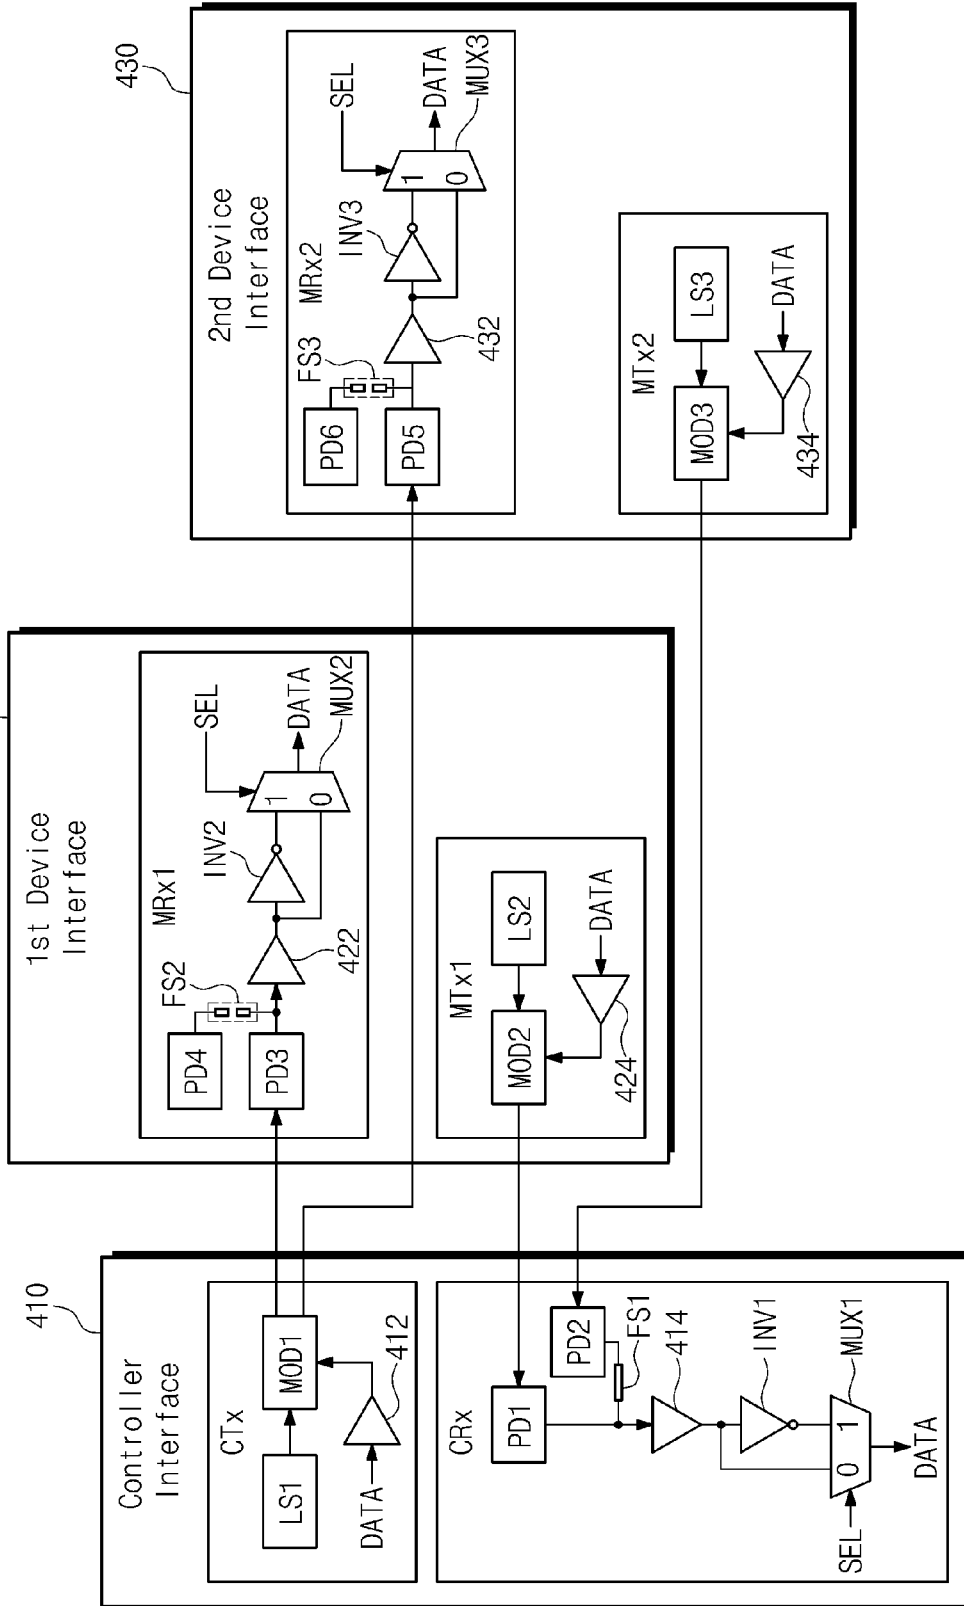 410
Controller
Interface
CTx
LS1
MOD1
DATA
412
CRx
PD1
PD2
FS1
414
INV1
MUX1
0 1
SEL
DATA
1st Device
Interface
MRx1
PD4
FS2
PD3
422
INV2
SEL
1
0
DATA
MUX2
MTx1
MOD2
LS2
DATA
424
430
2nd Device
Interface
MRx2
PD6
FS3
PD5
432
INV3
SEL
1
0
DATA
MUX3
MTx2
MOD3
LS3
DATA
434